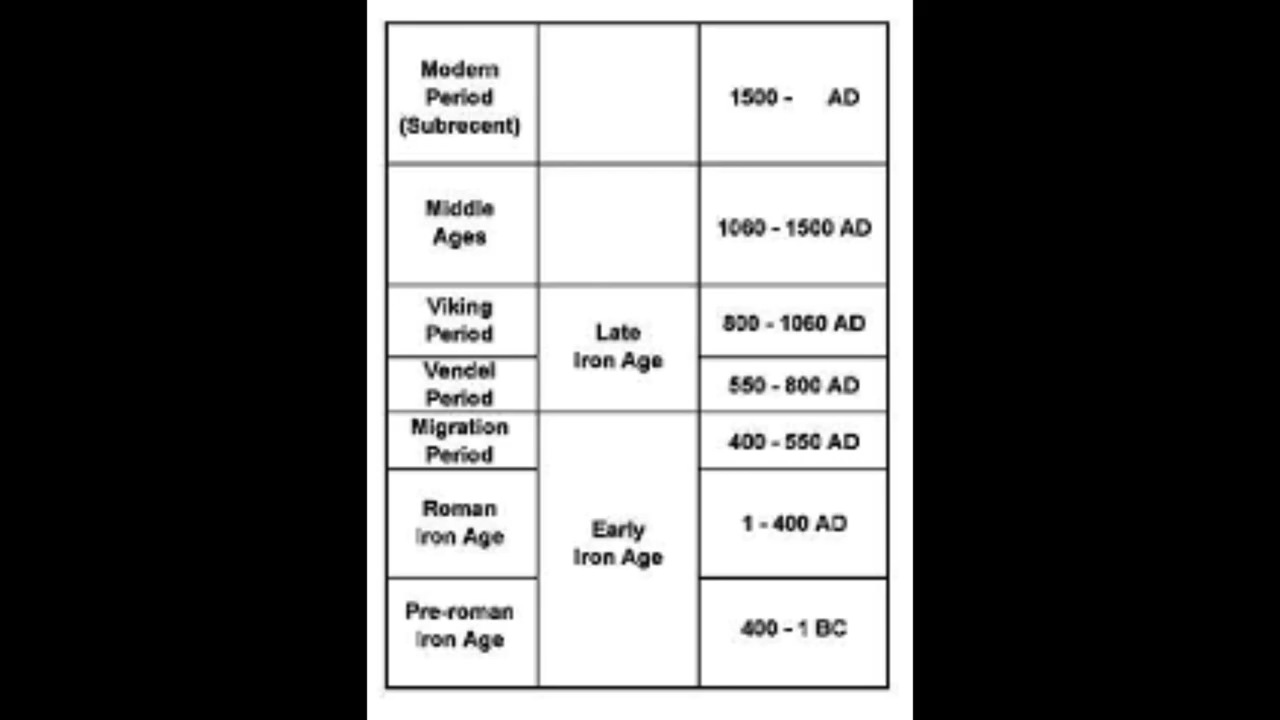 Modern
Period
(Subrecent)
1500 - AD
Middle
Ages
1060 - 1500 AD
Viking
Period
Late
Iron Age
800 - 1060 AD
Vendel
Period
550 - 800 AD
Migration
Period
400 - 550 AD
Roman
Iron Age
Early
Iron Age
1 - 400 AD
Pre-roman
Iron Age
400 - 1 BC